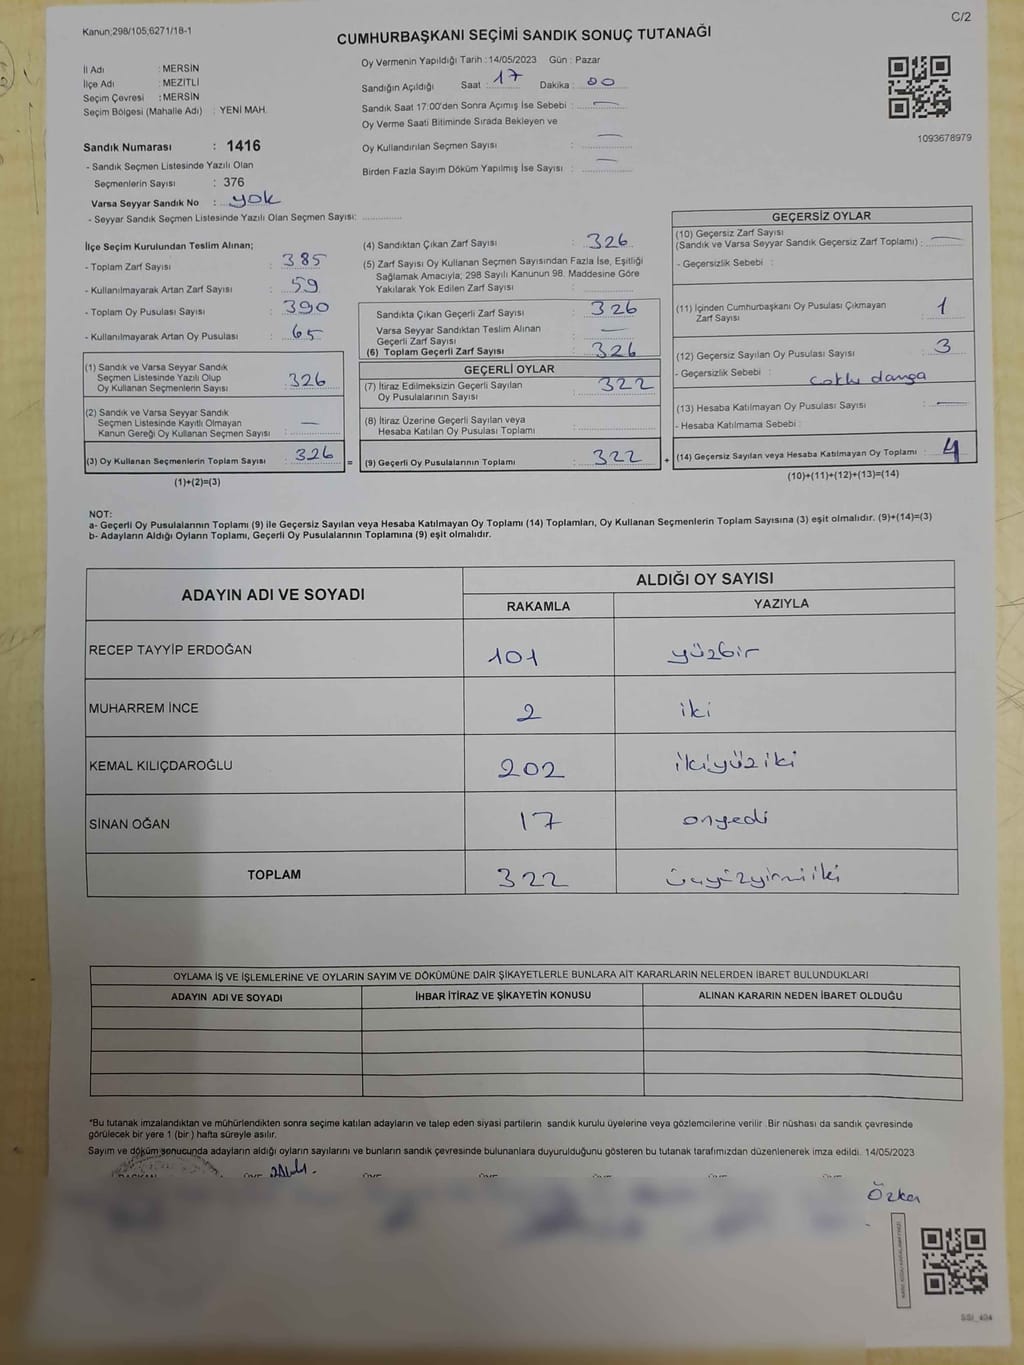 C/2
Kanun;298/105;6271/18-1
CUMHURBAŞKANI SEÇİMİ SANDIK SONUÇ TUTANAĞI
İl Adı : MERSİN
İlçe Adı : MEZİTLİ
Seçim Çevresi : MERSİN
Seçim Bölgesi (Mahalle Adı) : YENİ MAH.
Sandık Numarası : 1416
- Sandık Seçmen Listesinde Yazılı Olan
Seçmenlerin Sayısı : 376
Varsa Seyyar Sandık No : yok
- Seyyar Sandık Seçmen Listesinde Yazılı Olan Seçmen Sayısı: ............
Oy Vermenin Yapıldığı Tarih : 14/05/2023 Gün : Pazar
Sandığın Açıldığı Saat : 17 Dakika : 00
Sandık Saat 17:00'den Sonra Açımış İse Sebebi : —
Oy Verme Saati Bitiminde Sırada Bekleyen ve
Oy Kullandırılan Seçmen Sayısı : —
Birden Fazla Sayım Döküm Yapılmış İse Sayısı : —
1093678979
İlçe Seçim Kurulundan Teslim Alınan;
- Toplam Zarf Sayısı : 385
- Kullanılmayarak Artan Zarf Sayısı : 59
- Toplam Oy Pusulası Sayısı : 390
- Kullanılmayarak Artan Oy Pusulası : 65
(1) Sandık ve Varsa Seyyar Sandık
Seçmen Listesinde Yazılı Olup
Oy Kullanan Seçmenlerin Sayısı : 326
(2) Sandık ve Varsa Seyyar Sandık
Seçmen Listesinde Kayıtlı Olmayan
Kanun Gereği Oy Kullanan Seçmen Sayısı : —
(3) Oy Kullanan Seçmenlerin Toplam Sayısı : 326
(1)+(2)=(3)
(4) Sandıktan Çıkan Zarf Sayısı : 326
(5) Zarf Sayısı Oy Kullanan Seçmen Sayısından Fazla İse, Eşitliği
Sağlamak Amacıyla; 298 Sayılı Kanunun 98. Maddesine Göre
Yakılarak Yok Edilen Zarf Sayısı :
Sandıkta Çıkan Geçerli Zarf Sayısı : 326
Varsa Seyyar Sandıktan Teslim Alınan
Geçerli Zarf Sayısı : —
(6) Toplam Geçerli Zarf Sayısı : 326
GEÇERLİ OYLAR
(7) İtiraz Edilmeksizin Geçerli Sayılan
Oy Pusulalarının Sayısı : 322
(8) İtiraz Üzerine Geçerli Sayılan veya
Hesaba Katılan Oy Pusulası Toplamı :
= (9) Geçerli Oy Pusulalarının Toplamı : 322 +
GEÇERSİZ OYLAR
(10) Geçersiz Zarf Sayısı
(Sandık ve Varsa Seyyar Sandık Geçersiz Zarf Toplamı) : —
- Geçersizlik Sebebi :
(11) İçinden Cumhurbaşkanı Oy Pusulası Çıkmayan
Zarf Sayısı : 1
(12) Geçersiz Sayılan Oy Pusulası Sayısı : 3
- Geçersizlik Sebebi : çoklu damga
(13) Hesaba Katılmayan Oy Pusulası Sayısı : —
- Hesaba Katılmama Sebebi :
(14) Geçersiz Sayılan veya Hesaba Katılmayan Oy Toplamı : 4
(10)+(11)+(12)+(13)=(14)
NOT:
a- Geçerli Oy Pusulalarının Toplamı (9) ile Geçersiz Sayılan veya Hesaba Katılmayan Oy Toplamı (14) Toplamları, Oy Kullanan Seçmenlerin Toplam Sayısına (3) eşit olmalıdır. (9)+(14)=(3)
b- Adayların Aldığı Oyların Toplamı, Geçerli Oy Pusulalarının Toplamına (9) eşit olmalıdır.
ADAYIN ADI VE SOYADI ALDIĞI OY SAYISI
RAKAMLA YAZIYLA
RECEP TAYYİP ERDOĞAN 101 yüzbir
MUHARREM İNCE 2 iki
KEMAL KILIÇDAROĞLU 202 ikiyüziki
SİNAN OĞAN 17 onyedi
TOPLAM 322 üçyüzyirmiiki
OYLAMA İŞ VE İŞLEMLERİNE VE OYLARIN SAYIM VE DÖKÜMÜNE DAİR ŞİKAYETLERLE BUNLARA AİT KARARLARIN NELERDEN İBARET BULUNDUKLARI
ADAYIN ADI VE SOYADI İHBAR İTİRAZ VE ŞİKAYETİN KONUSU ALINAN KARARIN NEDEN İBARET OLDUĞU
*Bu tutanak imzalandıktan ve mühürlendikten sonra seçime katılan adayların ve talep eden siyasi partilerin sandık kurulu üyelerine veya gözlemcilerine verilir. Bir nüshası da sandık çevresinde
görülecek bir yere 1 (bir) hafta süreyle asılır.
Sayım ve döküm sonucunda adayların aldığı oyların sayılarını ve bunların sandık çevresinde bulunanlara duyurulduğunu gösteren bu tutanak tarafımızdan düzenlenerek imza edildi. 14/05/2023
BAŞKAN ÜYE ÜYE ÜYE ÜYE ÜYE ÜYE
SSI_404